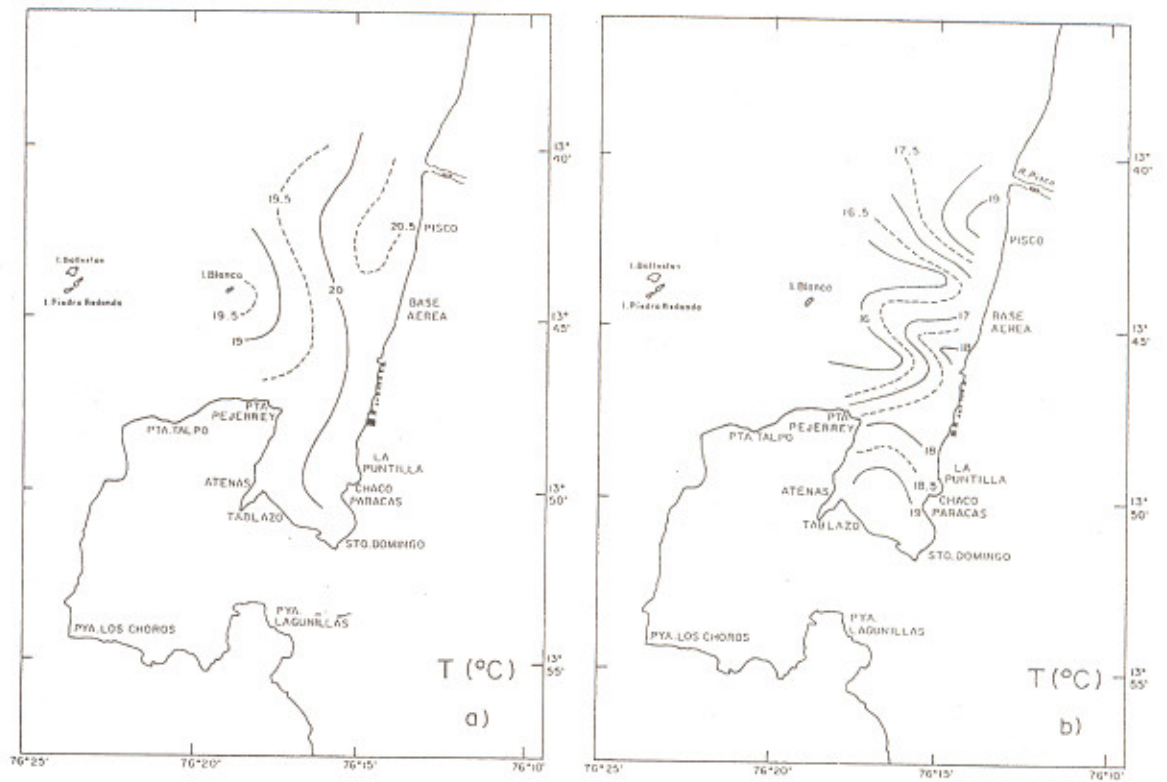 19.5
13° 40'
20.5
PISCO
I. Ballestas
I. Blanca
I. Piedra Redonda
19.5
20
BASE AEREA
19
13° 45'
PTA. PEJERREY
PTA. TALPO
LA PUNTILLA
ATENAS
CHACO
PARACAS
13° 50'
TABLAZO
STO. DOMINGO
PYA. LAGUNILLAS
PYA. LOS CHOROS
T (°C)
13° 55'
a)
76°25'
76°20'
76°15'
76°10'
17.5
13° 40'
R. Pisco
16.5
19
PISCO
I. Ballestas
I. Blanca
I. Piedra Redonda
16
17
BASE AEREA
13° 45'
18
PTA. PEJERREY
PTA. TALPO
18
LA PUNTILLA
ATENAS
18.5
CHACO
19
PARACAS
13° 50'
TABLAZO
STO. DOMINGO
PYA. LAGUNILLAS
PYA. LOS CHOROS
T (°C)
13° 55'
b)
76°25'
76°20'
76°15'
76°10'